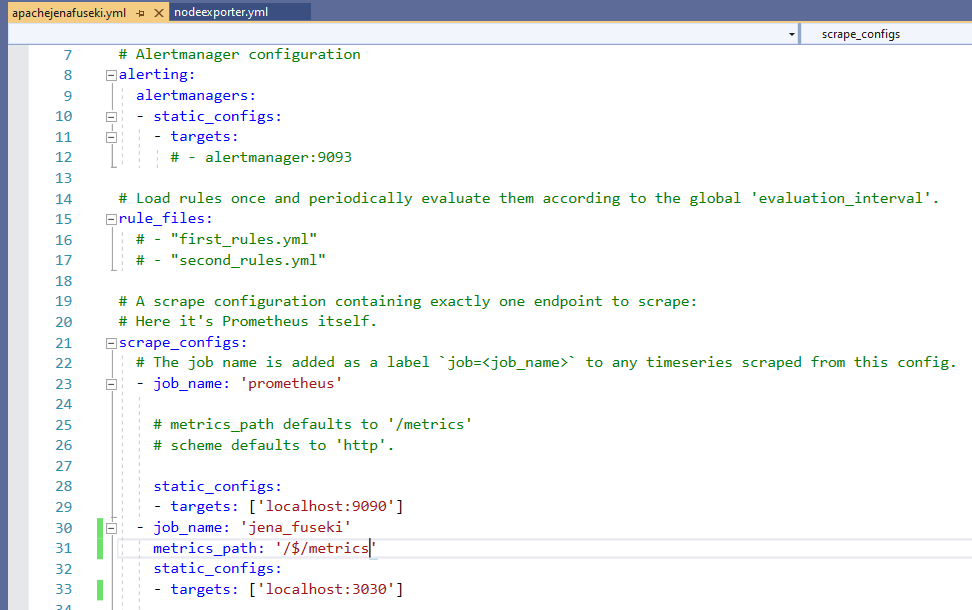 apachejenafuseki.yml
nodeexporter.yml
scrape_configs
7 # Alertmanager configuration
8 alerting:
9 alertmanagers:
10 - static_configs:
11 - targets:
12 # - alertmanager:9093
13
14 # Load rules once and periodically evaluate them according to the global 'evaluation_interval'.
15 rule_files:
16 # - "first_rules.yml"
17 # - "second_rules.yml"
18
19 # A scrape configuration containing exactly one endpoint to scrape:
20 # Here it's Prometheus itself.
21 scrape_configs:
22 # The job name is added as a label `job=<job_name>` to any timeseries scraped from this config.
23 - job_name: 'prometheus'
24
25 # metrics_path defaults to '/metrics'
26 # scheme defaults to 'http'.
27
28 static_configs:
29 - targets: ['localhost:9090']
30 - job_name: 'jena_fuseki'
31 metrics_path: '/$/metrics'
32 static_configs:
33 - targets: ['localhost:3030']
34